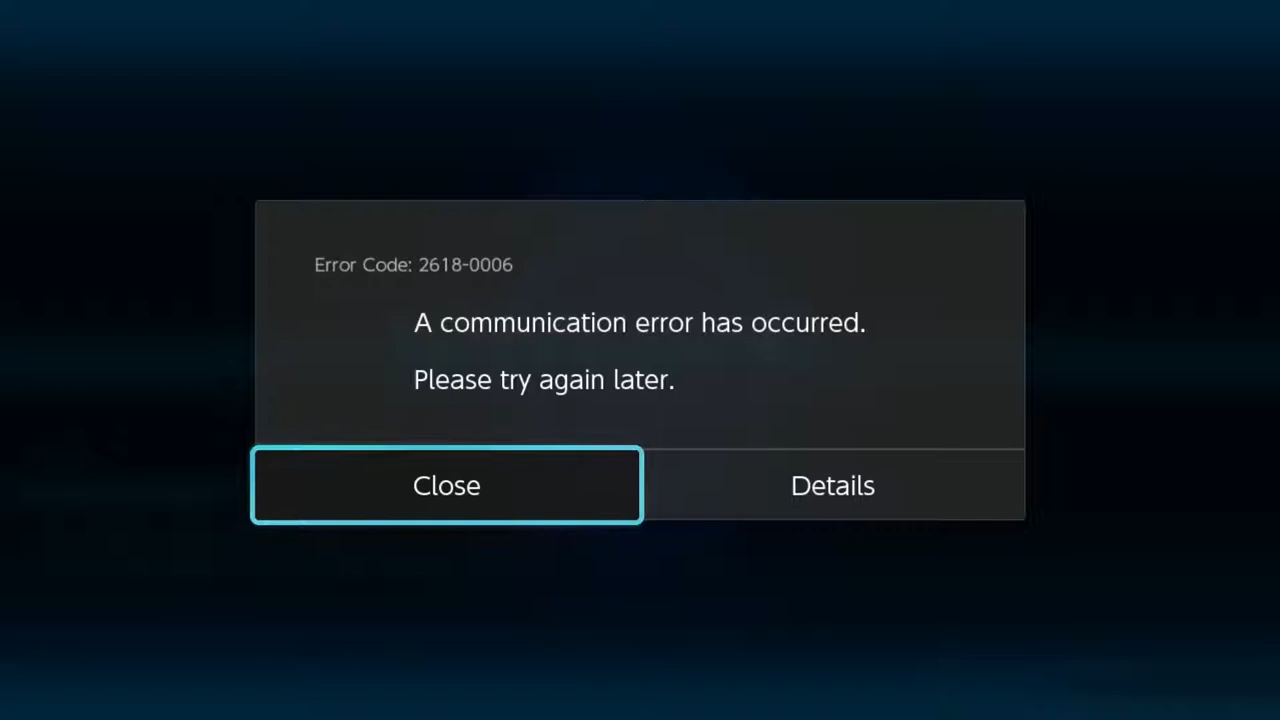 Error Code: 2618-0006
A communication error has occurred.
Please try again later.
Close
Details